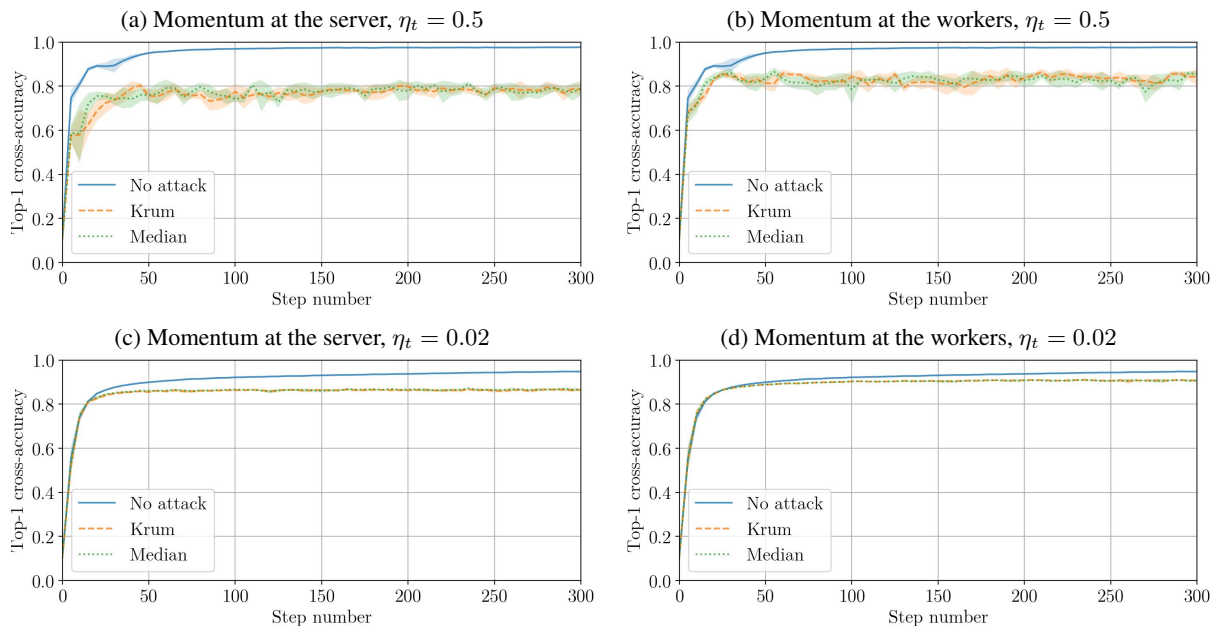 (a) Momentum at the server, ηt = 0.5
1.0
0.8
0.6
0.4
0.2
0.0
Top-1 cross-accuracy
No attack
Krum
Median
0 50 100 150 200 250 300
Step number
(b) Momentum at the workers, ηt = 0.5
1.0
0.8
0.6
0.4
0.2
0.0
Top-1 cross-accuracy
No attack
Krum
Median
0 50 100 150 200 250 300
Step number
(c) Momentum at the server, ηt = 0.02
1.0
0.8
0.6
0.4
0.2
0.0
Top-1 cross-accuracy
No attack
Krum
Median
0 50 100 150 200 250 300
Step number
(d) Momentum at the workers, ηt = 0.02
1.0
0.8
0.6
0.4
0.2
0.0
Top-1 cross-accuracy
No attack
Krum
Median
0 50 100 150 200 250 300
Step number